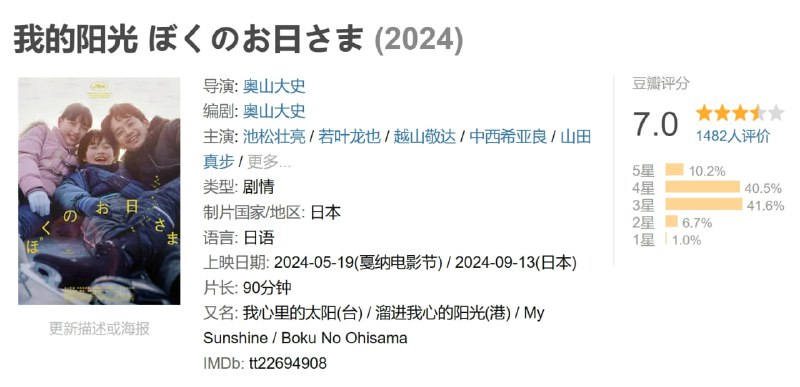 我的阳光 ぼくのお日さま (2024)
ぼくのお日さま
更新描述或海报
导演: 奥山大史
编剧: 奥山大史
主演: 池松壮亮 / 若叶龙也 / 越山敬达 / 中西希亚良 / 山田
真步 / 更多...
类型: 剧情
制片国家/地区: 日本
语言: 日语
上映日期: 2024-05-19(戛纳电影节) / 2024-09-13(日本)
片长: 90分钟
又名: 我心里的太阳(台) / 溜进我心的阳光(港) / My
Sunshine / Boku No Ohisama
IMDb: tt22694908
豆瓣评分
7.0
1482人评价
5星 10.2%
4星 40.5%
3星 41.6%
2星 6.7%
1星 1.0%